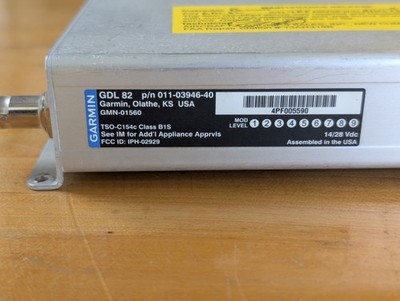 GARMIN
GDL 82 p/n 011-03946-40
Garmin, Olathe, KS USA
GMN-01560
4PF005590
MOD LEVEL 1 2 3 4 5 6 7 8 9
TSO-C154c Class B1S
See IM for Add'l Appliance Apprvls
FCC ID: IPH-02929
14/28 Vdc
Assembled in the USA